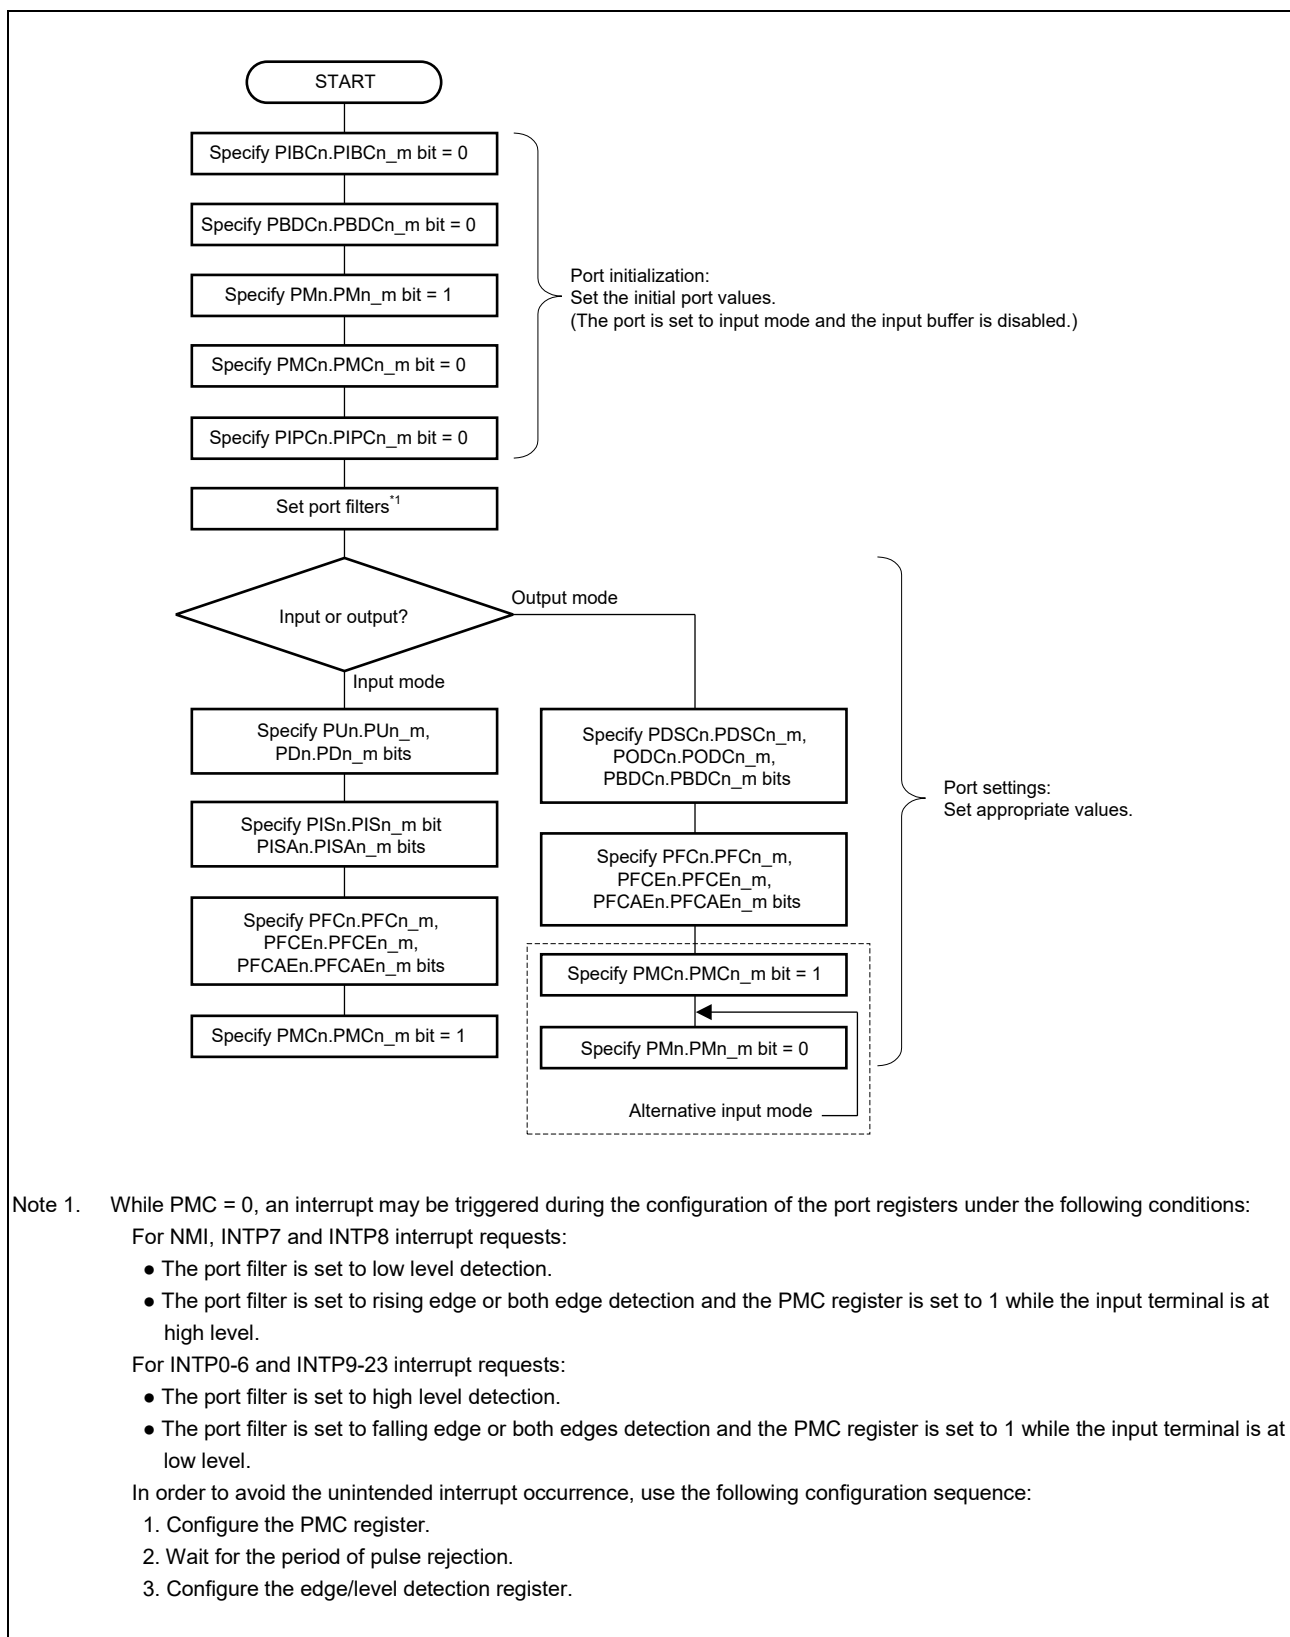 START
Specify PIBCn.PIBCn_m bit = 0
Specify PBDCn.PBDCn_m bit = 0
Specify PMn.PMn_m bit = 1
Specify PMCn.PMCn_m bit = 0
Specify PIPCn.PIPCn_m bit = 0
Port initialization:
Set the initial port values.
(The port is set to input mode and the input buffer is disabled.)
Set port filters*1
Input or output?
Output mode
Input mode
Specify PUn.PUn_m,
PDn.PDn_m bits
Specify PISn.PISn_m bit
PISAn.PISAn_m bits
Specify PFCn.PFCn_m,
PFCEn.PFCEn_m,
PFCAEn.PFCAEn_m bits
Specify PMCn.PMCn_m bit = 1
Specify PDSCn.PDSCn_m,
PODCn.PODCn_m,
PBDCn.PBDCn_m bits
Specify PFCn.PFCn_m,
PFCEn.PFCEn_m,
PFCAEn.PFCAEn_m bits
Specify PMCn.PMCn_m bit = 1
Specify PMn.PMn_m bit = 0
Alternative input mode
Port settings:
Set appropriate values.
Note 1. While PMC = 0, an interrupt may be triggered during the configuration of the port registers under the following conditions:
For NMI, INTP7 and INTP8 interrupt requests:
● The port filter is set to low level detection.
● The port filter is set to rising edge or both edge detection and the PMC register is set to 1 while the input terminal is at
high level.
For INTP0-6 and INTP9-23 interrupt requests:
● The port filter is set to high level detection.
● The port filter is set to falling edge or both edges detection and the PMC register is set to 1 while the input terminal is at
low level.
In order to avoid the unintended interrupt occurrence, use the following configuration sequence:
1. Configure the PMC register.
2. Wait for the period of pulse rejection.
3. Configure the edge/level detection register.